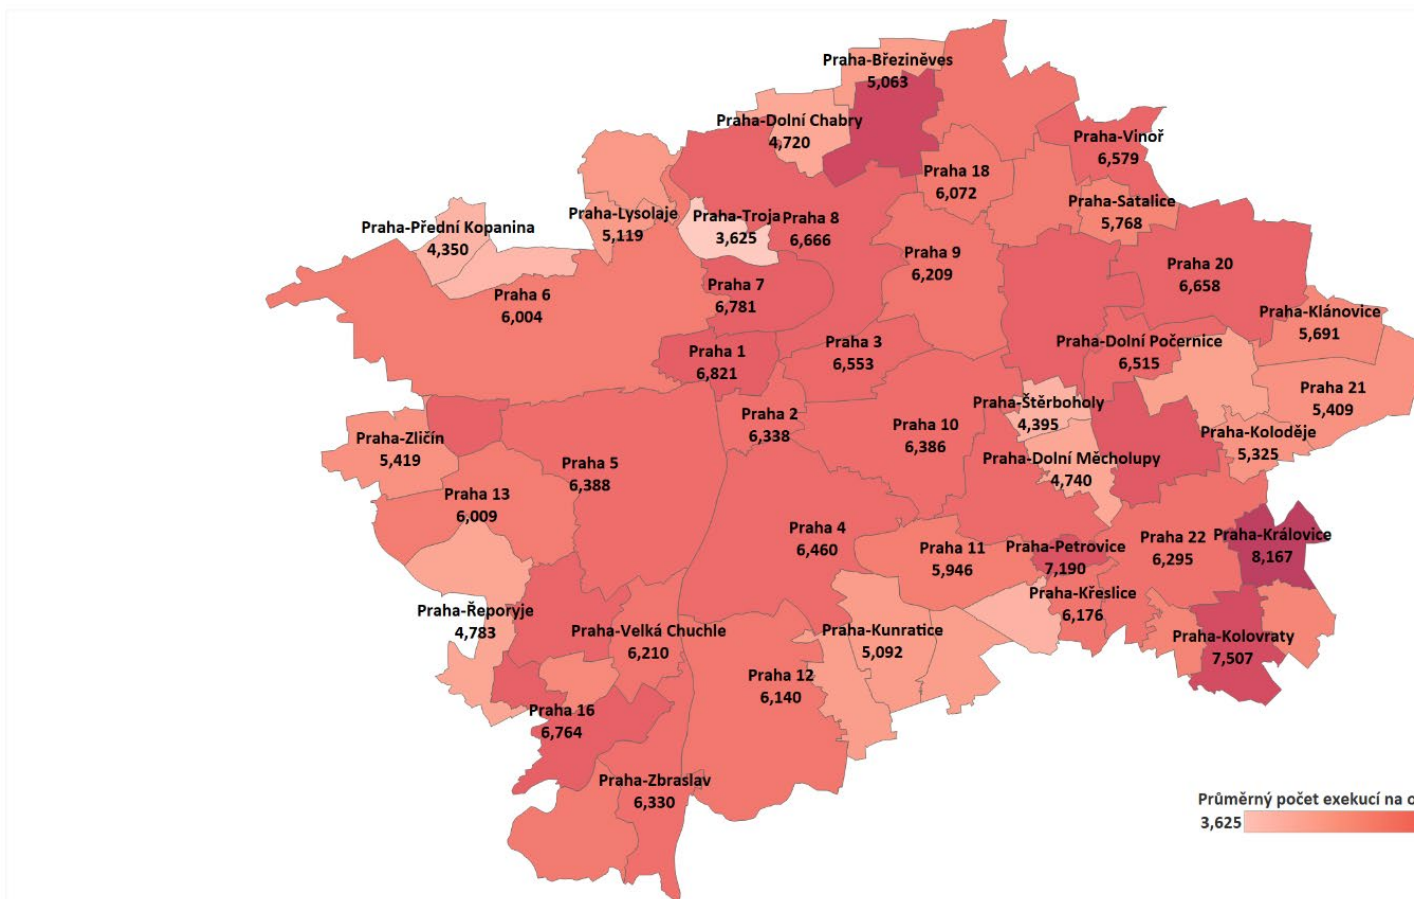 Praha-Březiněves
5,063
Praha-Dolní Chabry
4,720
Praha-Vinoř
6,579
Praha 18
6,072
Praha-Satalice
5,768
Praha-Lysolaje
5,119
Praha-Troja
3,625
Praha 8
6,666
Praha-Přední Kopanina
4,350
Praha 9
6,209
Praha 20
6,658
Praha 6
6,004
Praha 7
6,781
Praha-Klánovice
5,691
Praha 1
6,821
Praha 3
6,553
Praha-Dolní Počernice
6,515
Praha 21
5,409
Praha-Štěrboholy
4,395
Praha 2
6,338
Praha 10
6,386
Praha-Koloděje
5,325
Praha-Zličín
5,419
Praha 5
6,388
Praha-Dolní Měcholupy
4,740
Praha 13
6,009
Praha 4
6,460
Praha 11
5,946
Praha-Petrovice
7,190
Praha 22
6,295
Praha-Královice
8,167
Praha-Křeslice
6,176
Praha-Řeporyje
4,783
Praha-Velká Chuchle
6,210
Praha-Kunratice
5,092
Praha-Kolovraty
7,507
Praha 12
6,140
Praha 16
6,764
Praha-Zbraslav
6,330
Průměrný počet exekucí na o
3,625